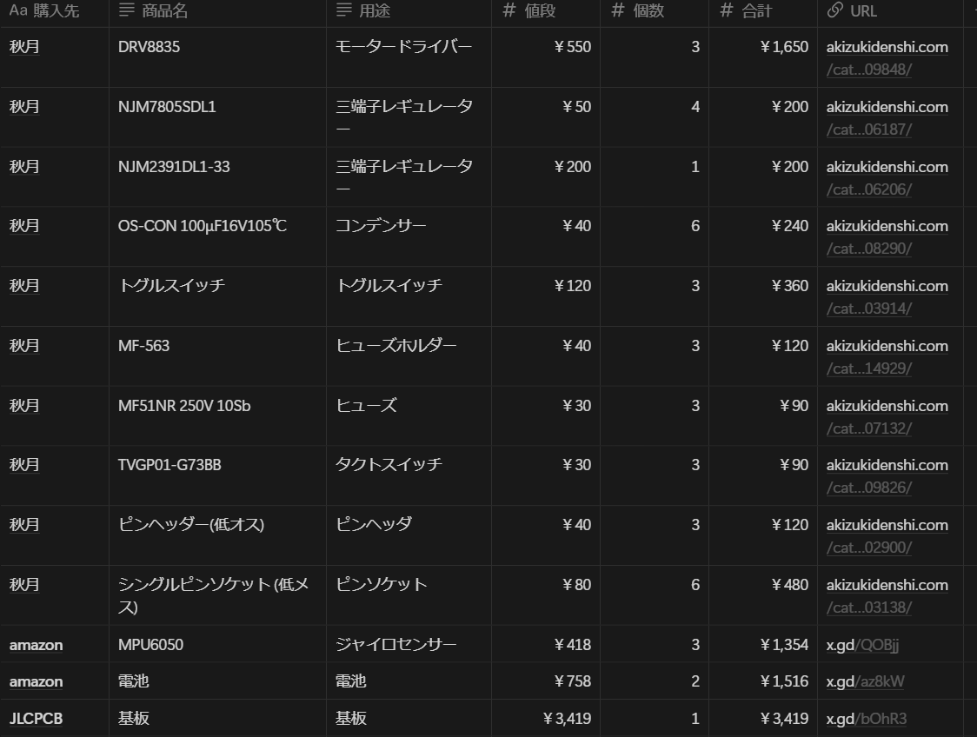 Aa 購入先 商品名 用途 # 値段 # 個数 # 合計 URL
秋月 DRV8835 モータードライバー ¥550 3 ¥1,650 akizukidenshi.com
/cat...09848/
秋月 NJM7805SDL1 三端子レギュレータ ¥50 4 ¥200 akizukidenshi.com
ー /cat...06187/
秋月 NJM2391DL1-33 三端子レギュレータ ¥200 1 ¥200 akizukidenshi.com
ー /cat...06206/
秋月 OS-CON 100μF16V105℃ コンデンサー ¥40 6 ¥240 akizukidenshi.com
/cat...08290/
秋月 トグルスイッチ トグルスイッチ ¥120 3 ¥360 akizukidenshi.com
/cat...03914/
秋月 MF-563 ヒューズホルダー ¥40 3 ¥120 akizukidenshi.com
/cat...14929/
秋月 MF51NR 250V 10Sb ヒューズ ¥30 3 ¥90 akizukidenshi.com
/cat...07132/
秋月 TVGP01-G73BB タクトスイッチ ¥30 3 ¥90 akizukidenshi.com
/cat...09826/
秋月 ピンヘッダー(低オス) ピンヘッダ ¥40 3 ¥120 akizukidenshi.com
/cat...02900/
秋月 シングルピンソケット (低メ ピンソケット ¥80 6 ¥480 akizukidenshi.com
ス) /cat...03138/
amazon MPU6050 ジャイロセンサー ¥418 3 ¥1,354 x.gd/QOBjj
amazon 電池 電池 ¥758 2 ¥1,516 x.gd/az8kW
JLCPCB 基板 基板 ¥3,419 1 ¥3,419 x.gd/bOhR3